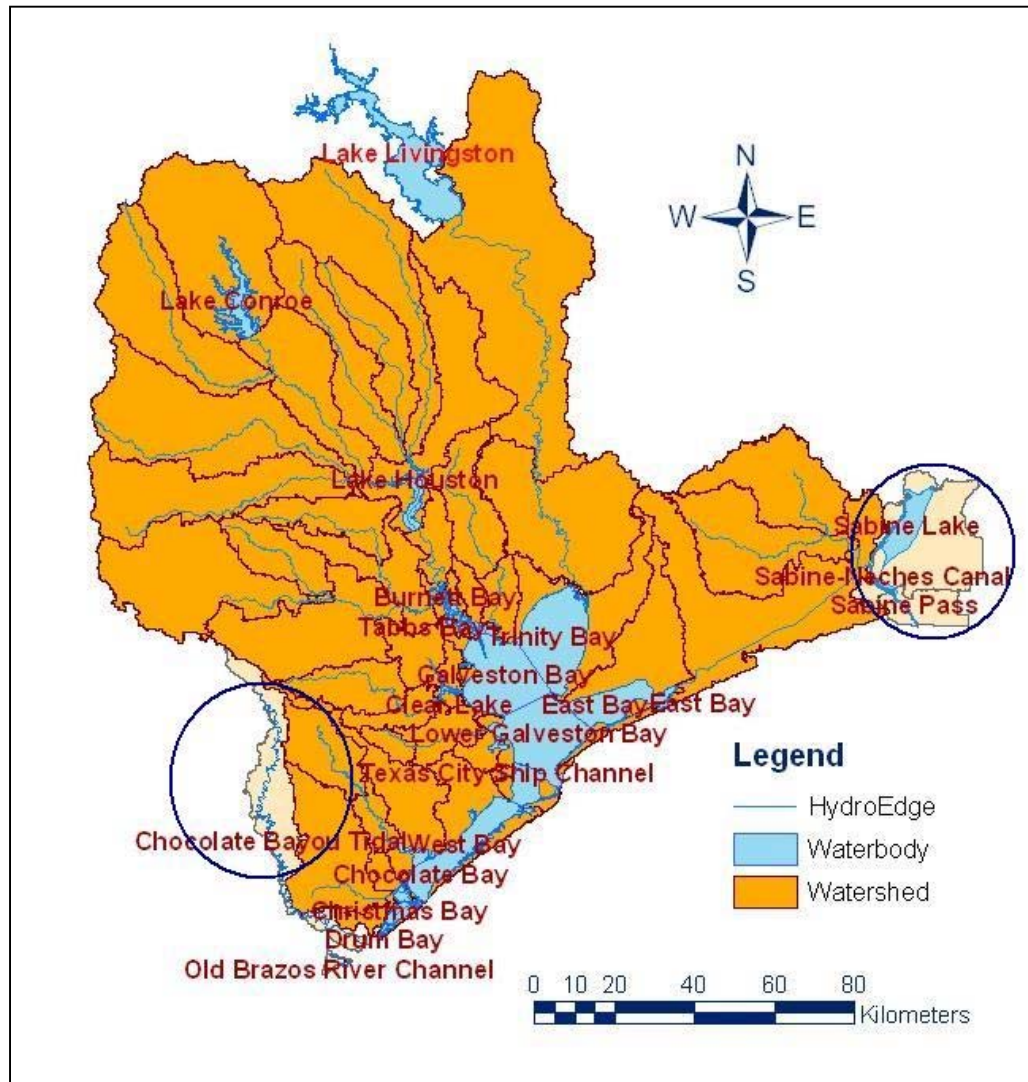 Lake Livingston
N
W E
S
Lake Conroe
Lake Houston
Sabine Lake
Sabine-Neches Canal
Sabine Pass
Burnett Bay
Tabbs Bay
Trinity Bay
Galveston Bay
Clear Lake
East Bay
East Bay
Lower Galveston Bay
Texas City Ship Channel
Chocolate Bayou Tidal
West Bay
Chocolate Bay
Christmas Bay
Drum Bay
Old Brazos River Channel
Legend
HydroEdge
Waterbody
Watershed
0 10 20 40 60 80
Kilometers